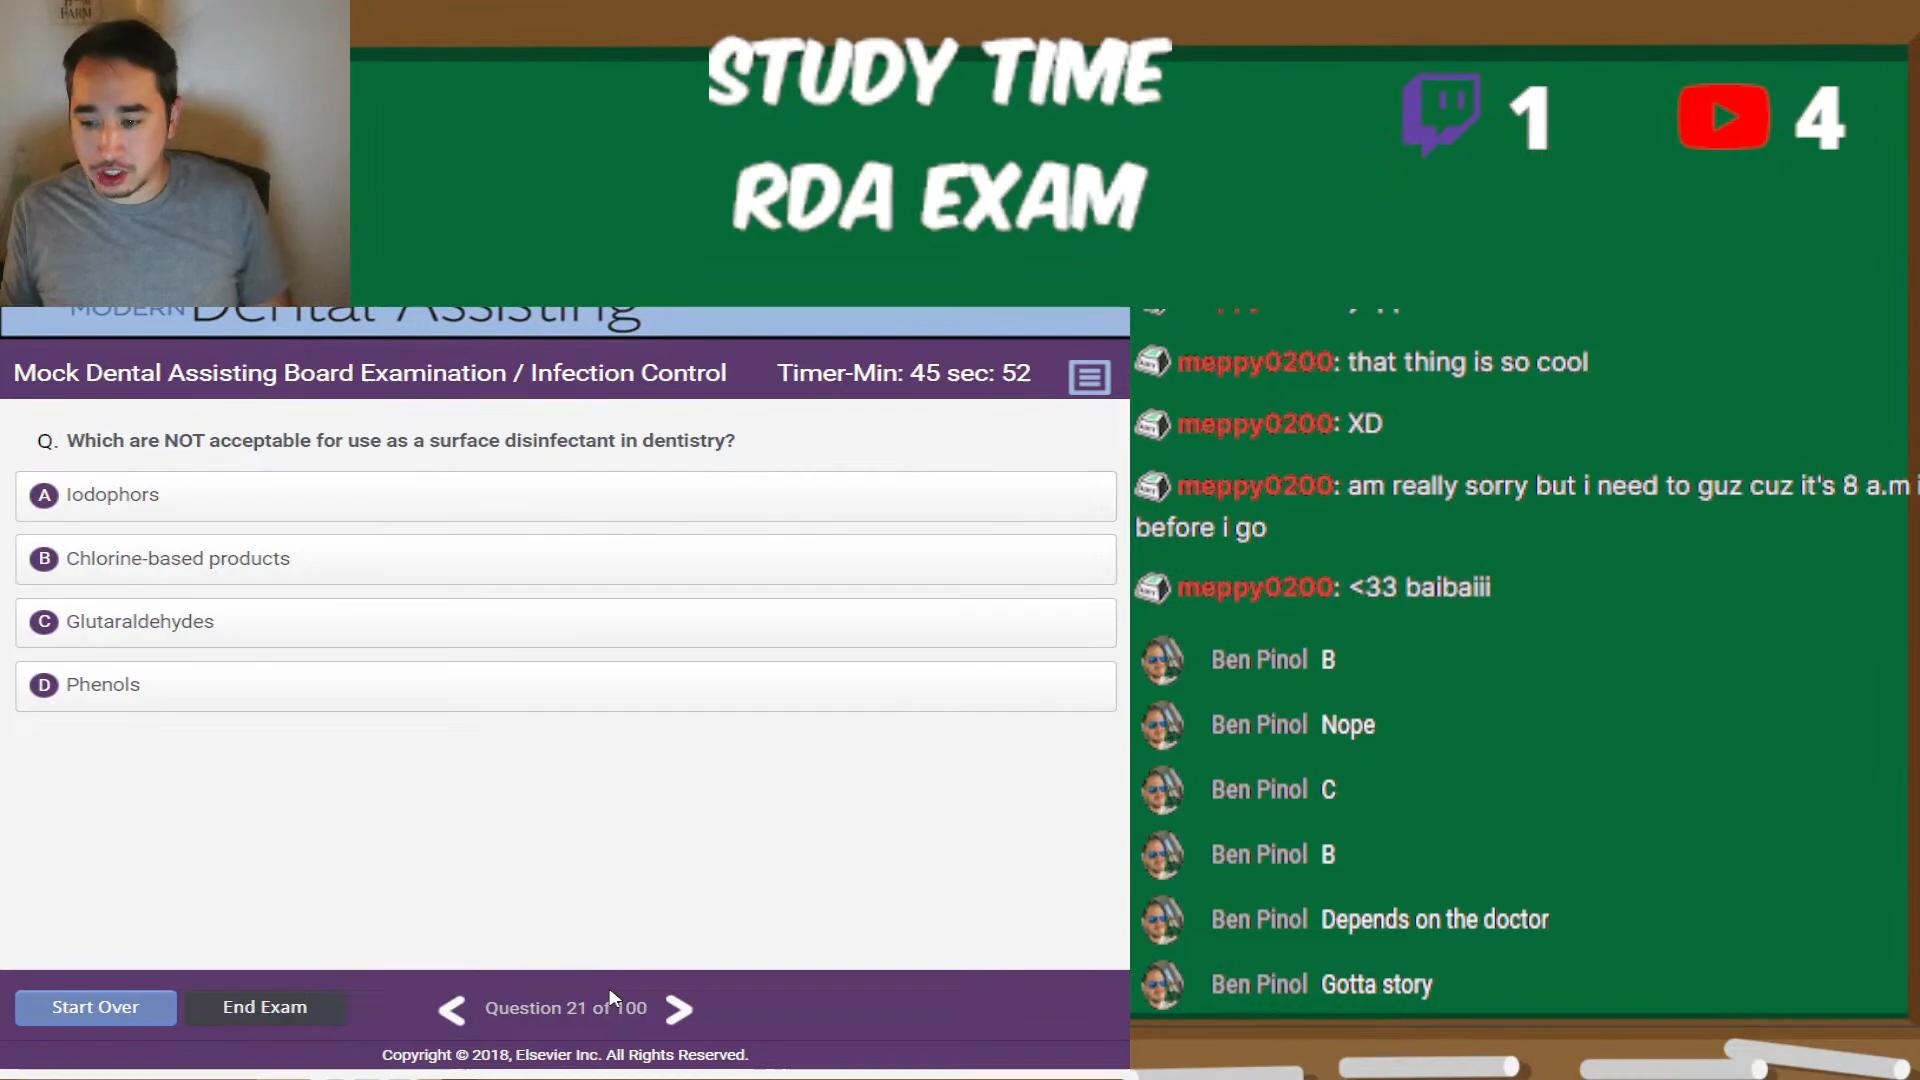 FARM
STUDY TIME
RDA EXAM
1
4
MODERN Dental Assisting
Mock Dental Assisting Board Examination / Infection Control
Timer-Min: 45 sec: 52
Q. Which are NOT acceptable for use as a surface disinfectant in dentistry?
A Iodophors
B Chlorine-based products
C Glutaraldehydes
D Phenols
Start Over
End Exam
Question 21 of 100
Copyright © 2018, Elsevier Inc. All Rights Reserved.
meppy0200: that thing is so cool
meppy0200: XD
meppy0200: am really sorry but i need to guz cuz it's 8 a.m i
before i go
meppy0200: <33 baibaiii
Ben Pinol B
Ben Pinol Nope
Ben Pinol C
Ben Pinol B
Ben Pinol Depends on the doctor
Ben Pinol Gotta story